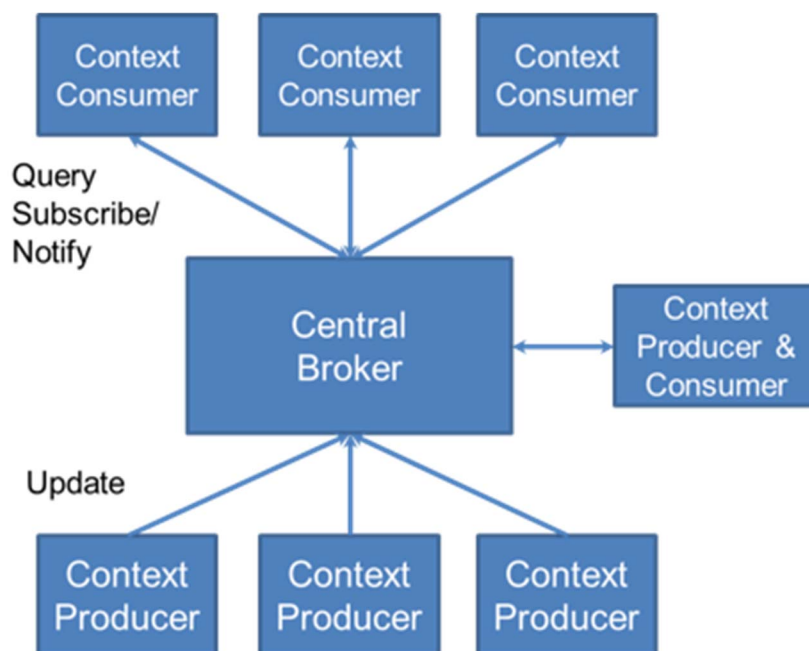 Context
Consumer
Context
Consumer
Context
Consumer
Query
Subscribe/
Notify
Central
Broker
Context
Producer &
Consumer
Update
Context
Producer
Context
Producer
Context
Producer